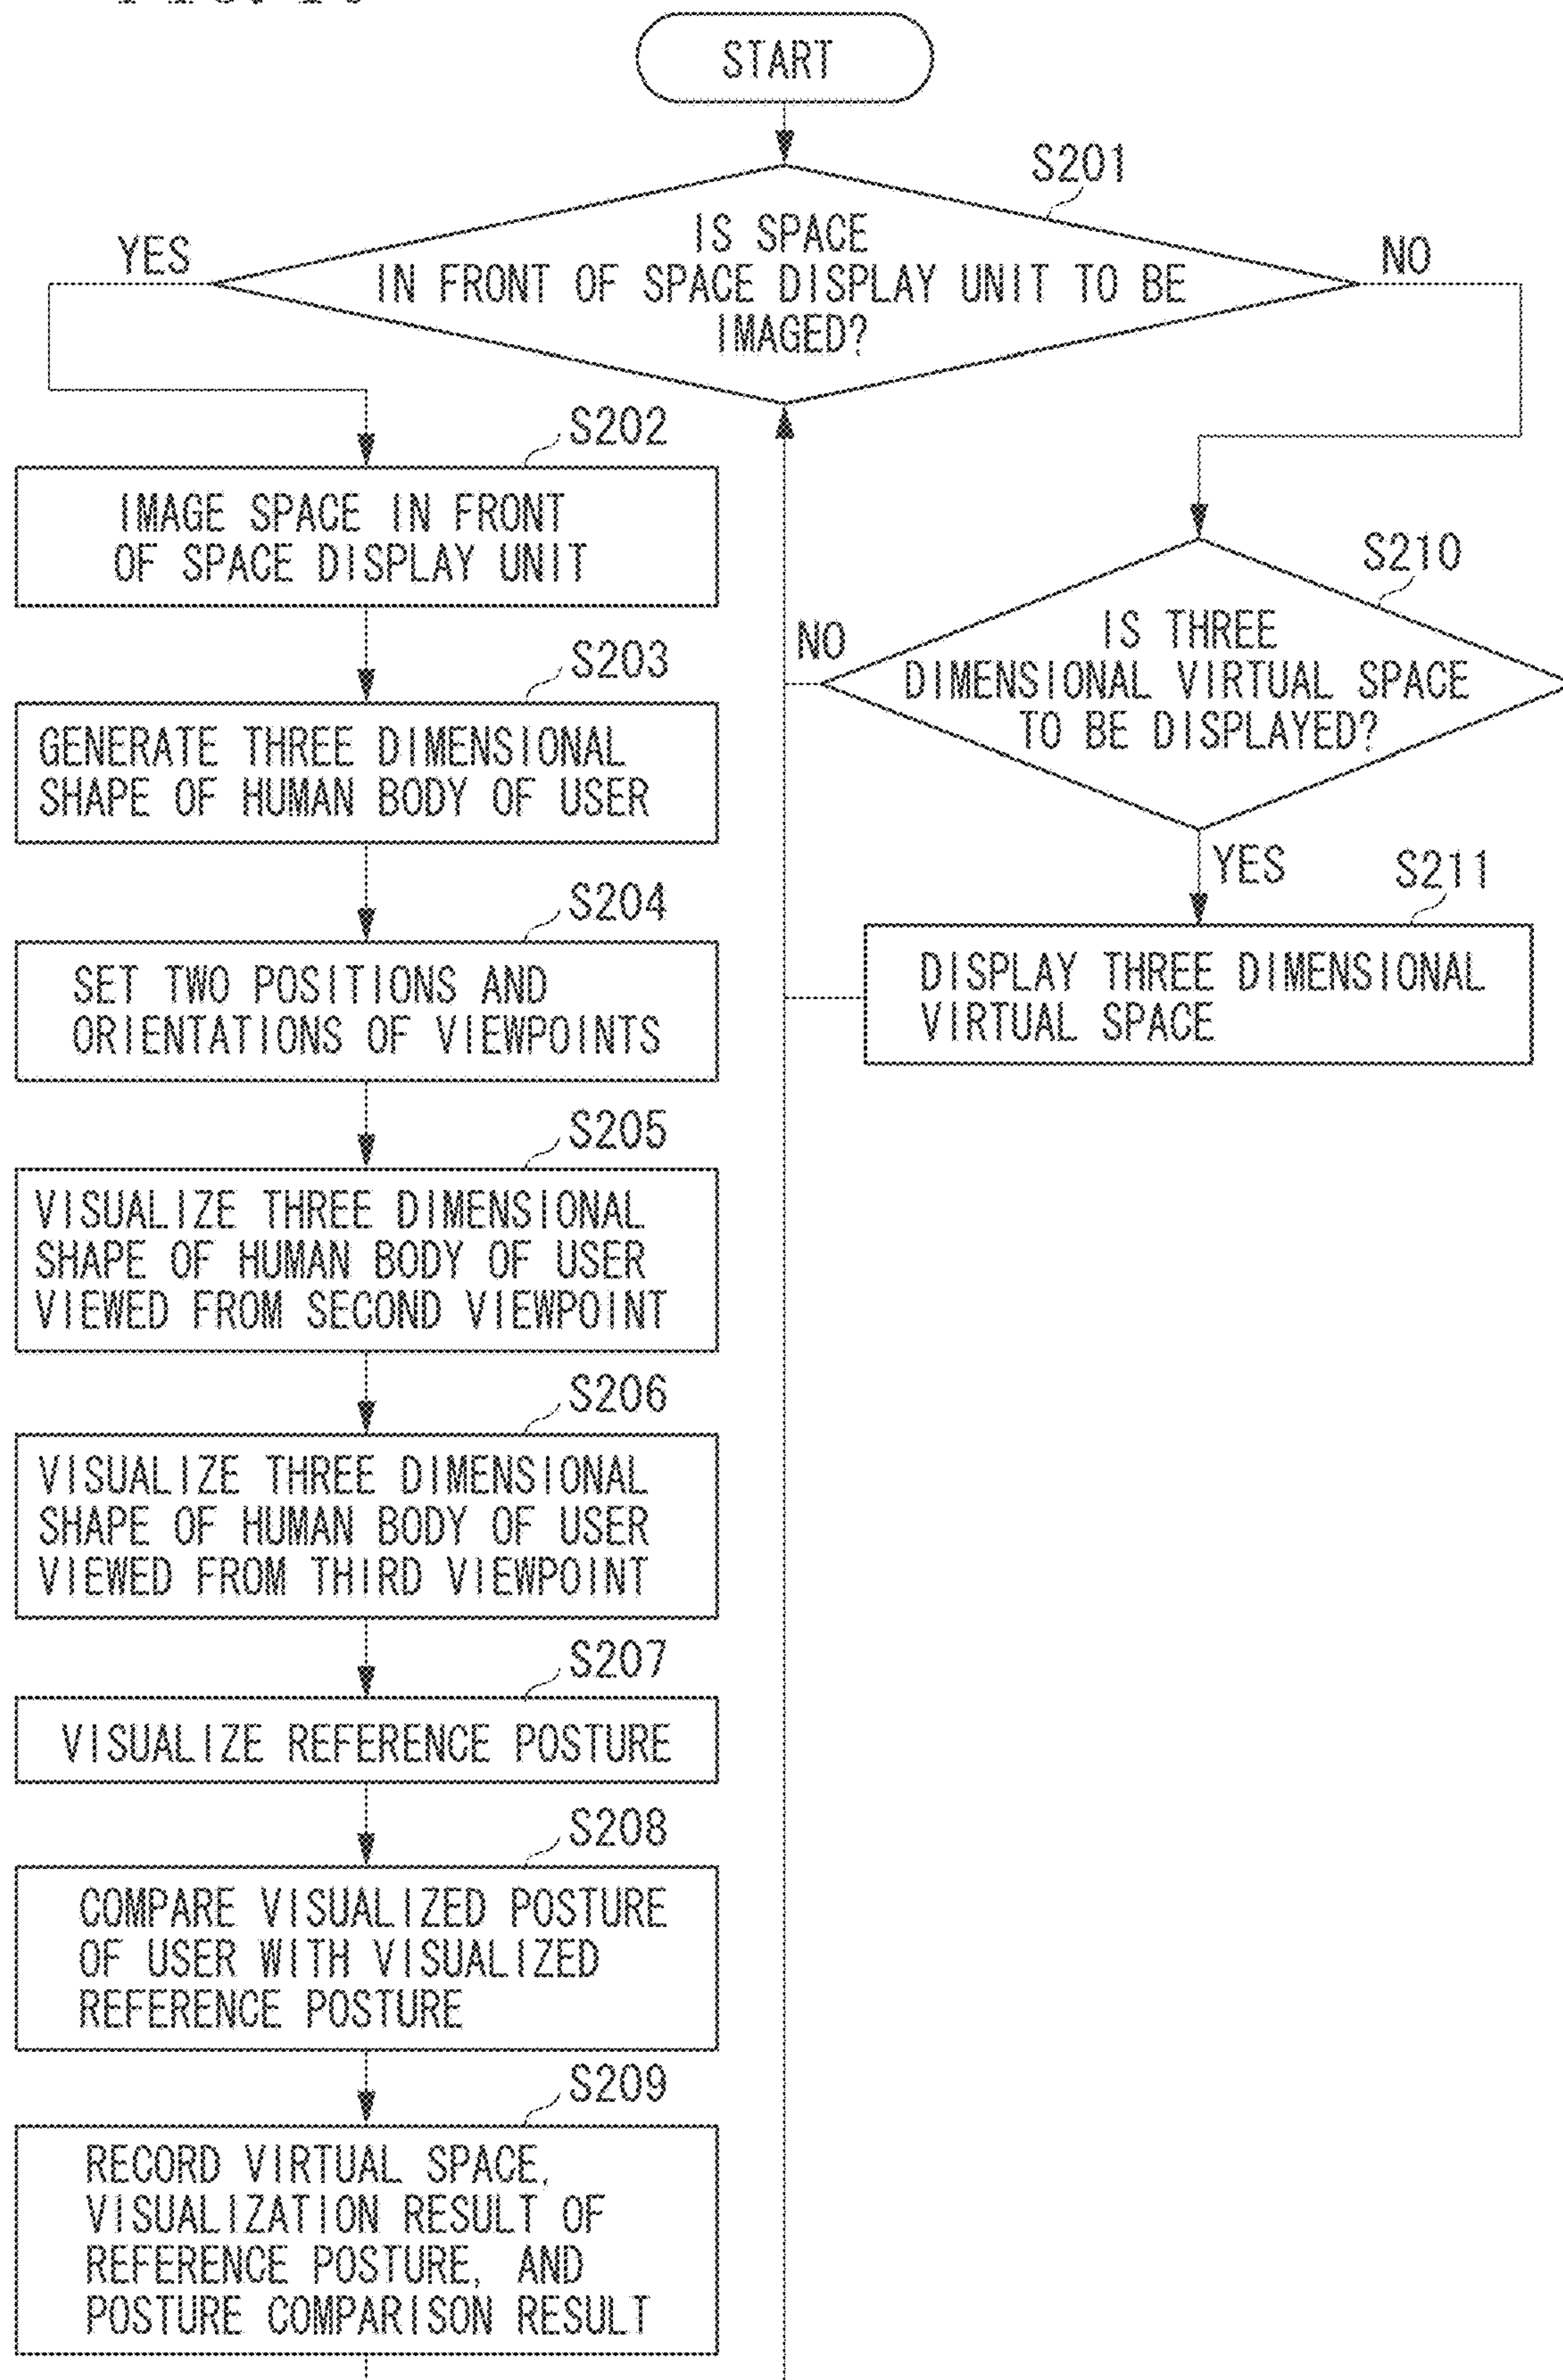 START
S201
IS SPACE
IN FRONT OF SPACE DISPLAY UNIT TO BE
IMAGED?
YES
NO
S202
IMAGE SPACE IN FRONT
OF SPACE DISPLAY UNIT
S203
GENERATE THREE DIMENSIONAL
SHAPE OF HUMAN BODY OF USER
S204
SET TWO POSITIONS AND
ORIENTATIONS OF VIEWPOINTS
S205
VISUALIZE THREE DIMENSIONAL
SHAPE OF HUMAN BODY OF USER
VIEWED FROM SECOND VIEWPOINT
S206
VISUALIZE THREE DIMENSIONAL
SHAPE OF HUMAN BODY OF USER
VIEWED FROM THIRD VIEWPOINT
S207
VISUALIZE REFERENCE POSTURE
S208
COMPARE VISUALIZED POSTURE
OF USER WITH VISUALIZED
REFERENCE POSTURE
S209
RECORD VIRTUAL SPACE,
VISUALIZATION RESULT OF
REFERENCE POSTURE, AND
POSTURE COMPARISON RESULT
S210
IS THREE
DIMENSIONAL VIRTUAL SPACE
TO BE DISPLAYED?
NO
YES
S211
DISPLAY THREE DIMENSIONAL
VIRTUAL SPACE